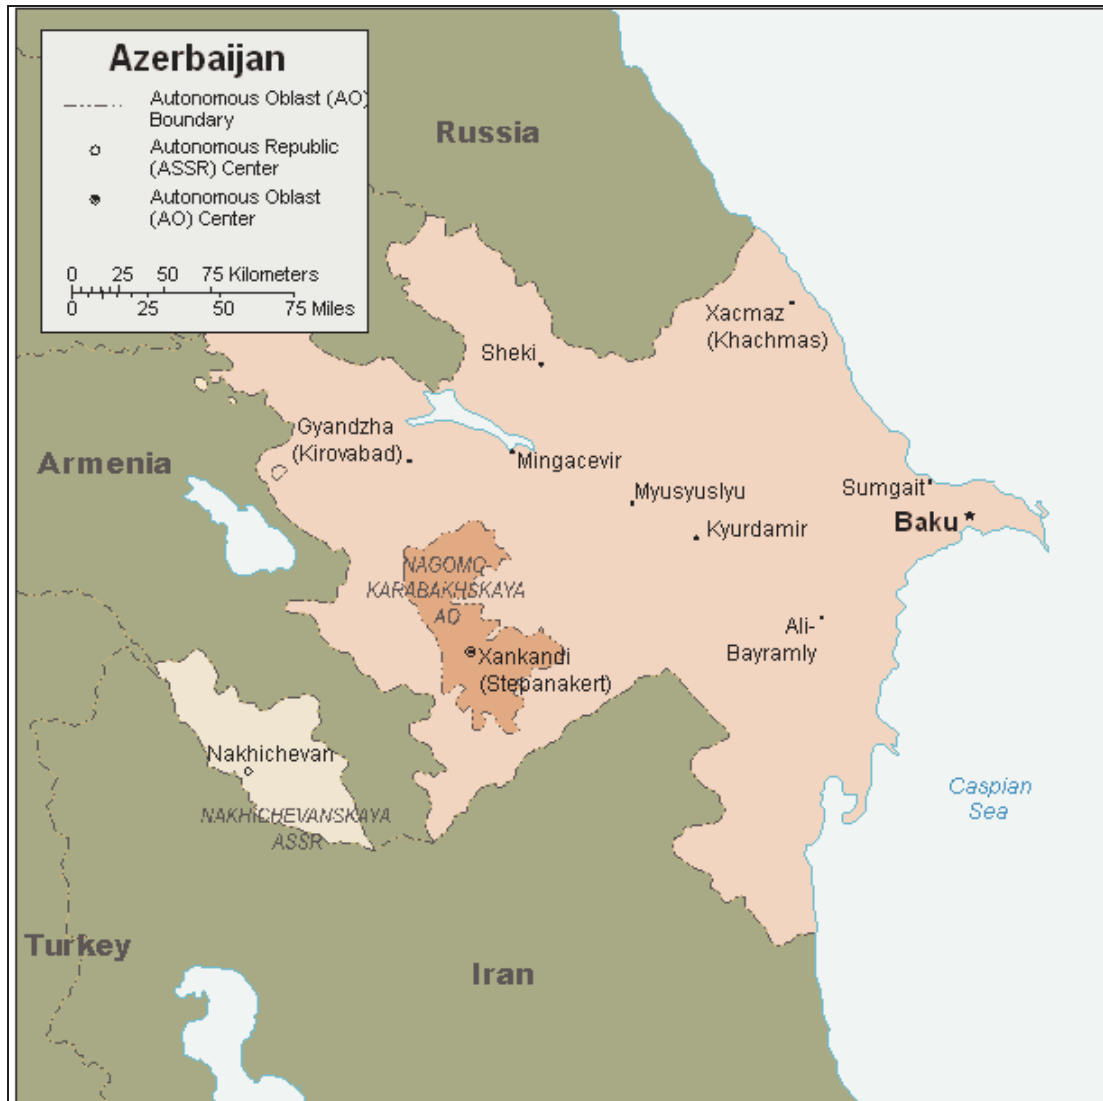 Azerbaijan
Autonomous Oblast (AO)
Boundary
Autonomous Republic
(ASSR) Center
Autonomous Oblast
(AO) Center
0 25 50 75 Kilometers
0 25 50 75 Miles
Russia
Xacmaz
(Khachmas)
Sheki
Gyandzha
(Kirovabad)
Armenia
Mingacevir
Myusyuslyu
Sumgait
Baku
Kyurdamir
NAGORNO-
KARABAKHSKAYA
AO
Ali-
Bayramly
Xankandi
(Stepanakert)
Nakhichevan
NAKHICHEVANSKAYA
ASSR
Caspian
Sea
Turkey
Iran